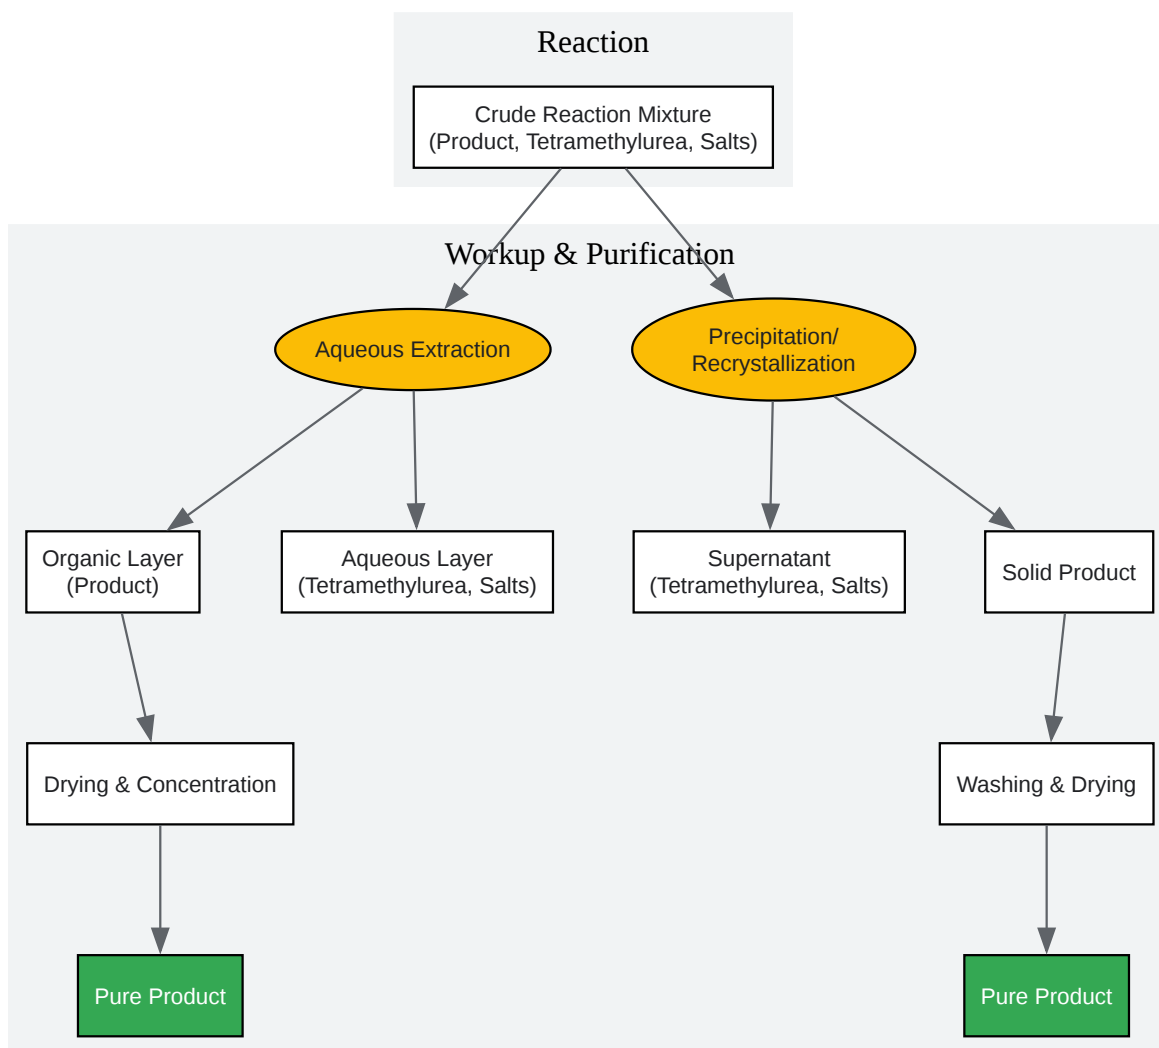 Reaction
Crude Reaction Mixture
(Product, Tetramethylurea, Salts)
Workup & Purification
Aqueous Extraction
Precipitation/
Recrystallization
Organic Layer
(Product)
Aqueous Layer
(Tetramethylurea, Salts)
Supernatant
(Tetramethylurea, Salts)
Solid Product
Drying & Concentration
Washing & Drying
Pure Product
Pure Product